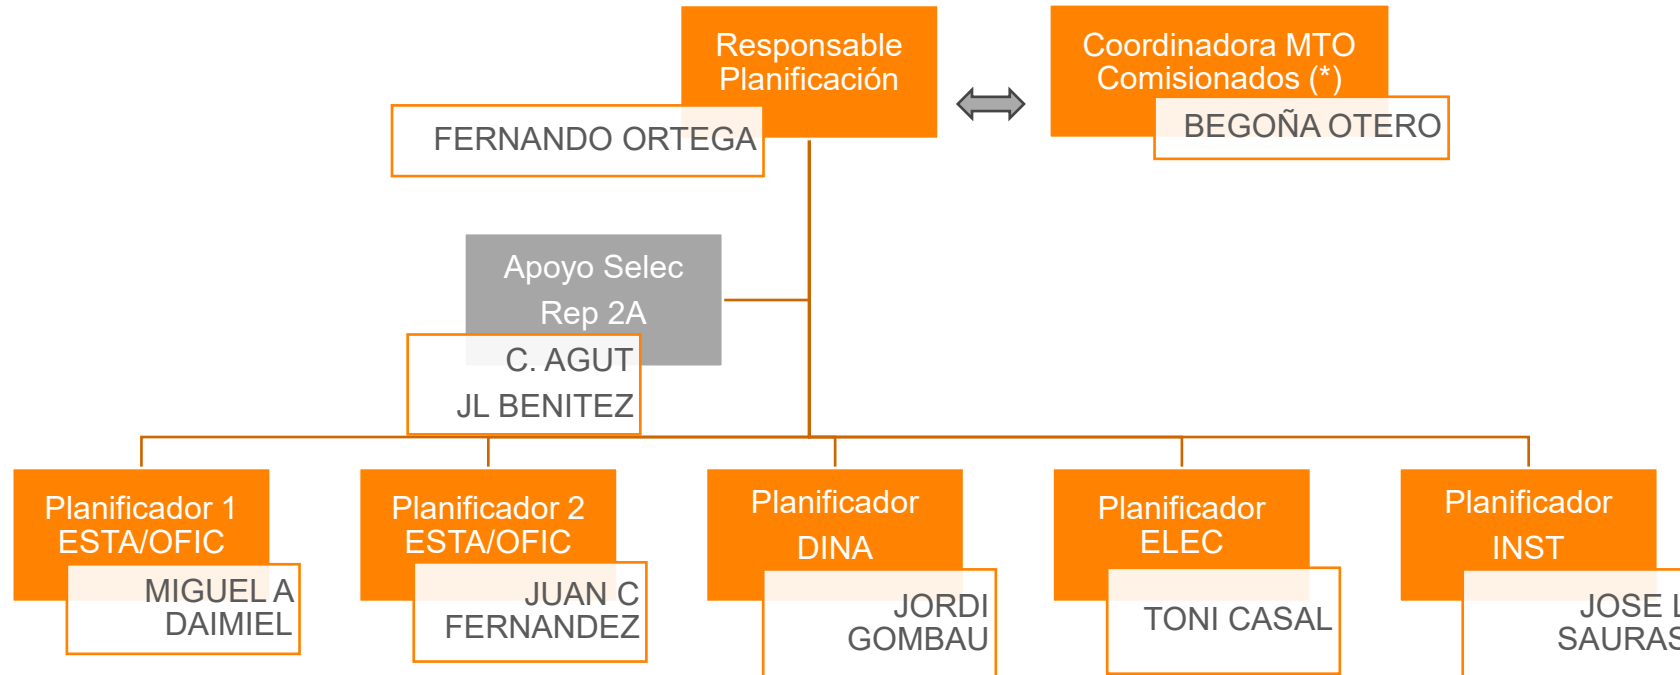 Responsable
Planificación
FERNANDO ORTEGA
Coordinadora MTO
Comisionados (*)
BEGOÑA OTERO
Apoyo Selec
Rep 2A
C. AGUT
JL BENITEZ
Planificador 1
ESTA/OFIC
MIGUEL A
DAIMIEL
Planificador 2
ESTA/OFIC
JUAN C
FERNANDEZ
Planificador
DINA
JORDI
GOMBAU
Planificador
ELEC
TONI CASAL
Planificador
INST
JOSE L
SAURAS